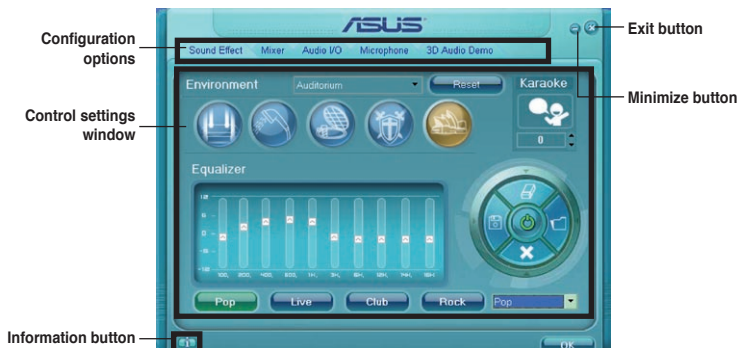 ASUS
Configuration options
Exit button
Sound Effect Mixer Audio I/O Microphone 3D Audio Demo
Minimize button
Environment Auditorium Reset Karaoke
Control settings window
0
Equalizer
Pop Live Club Rock Pop
Information button
OK